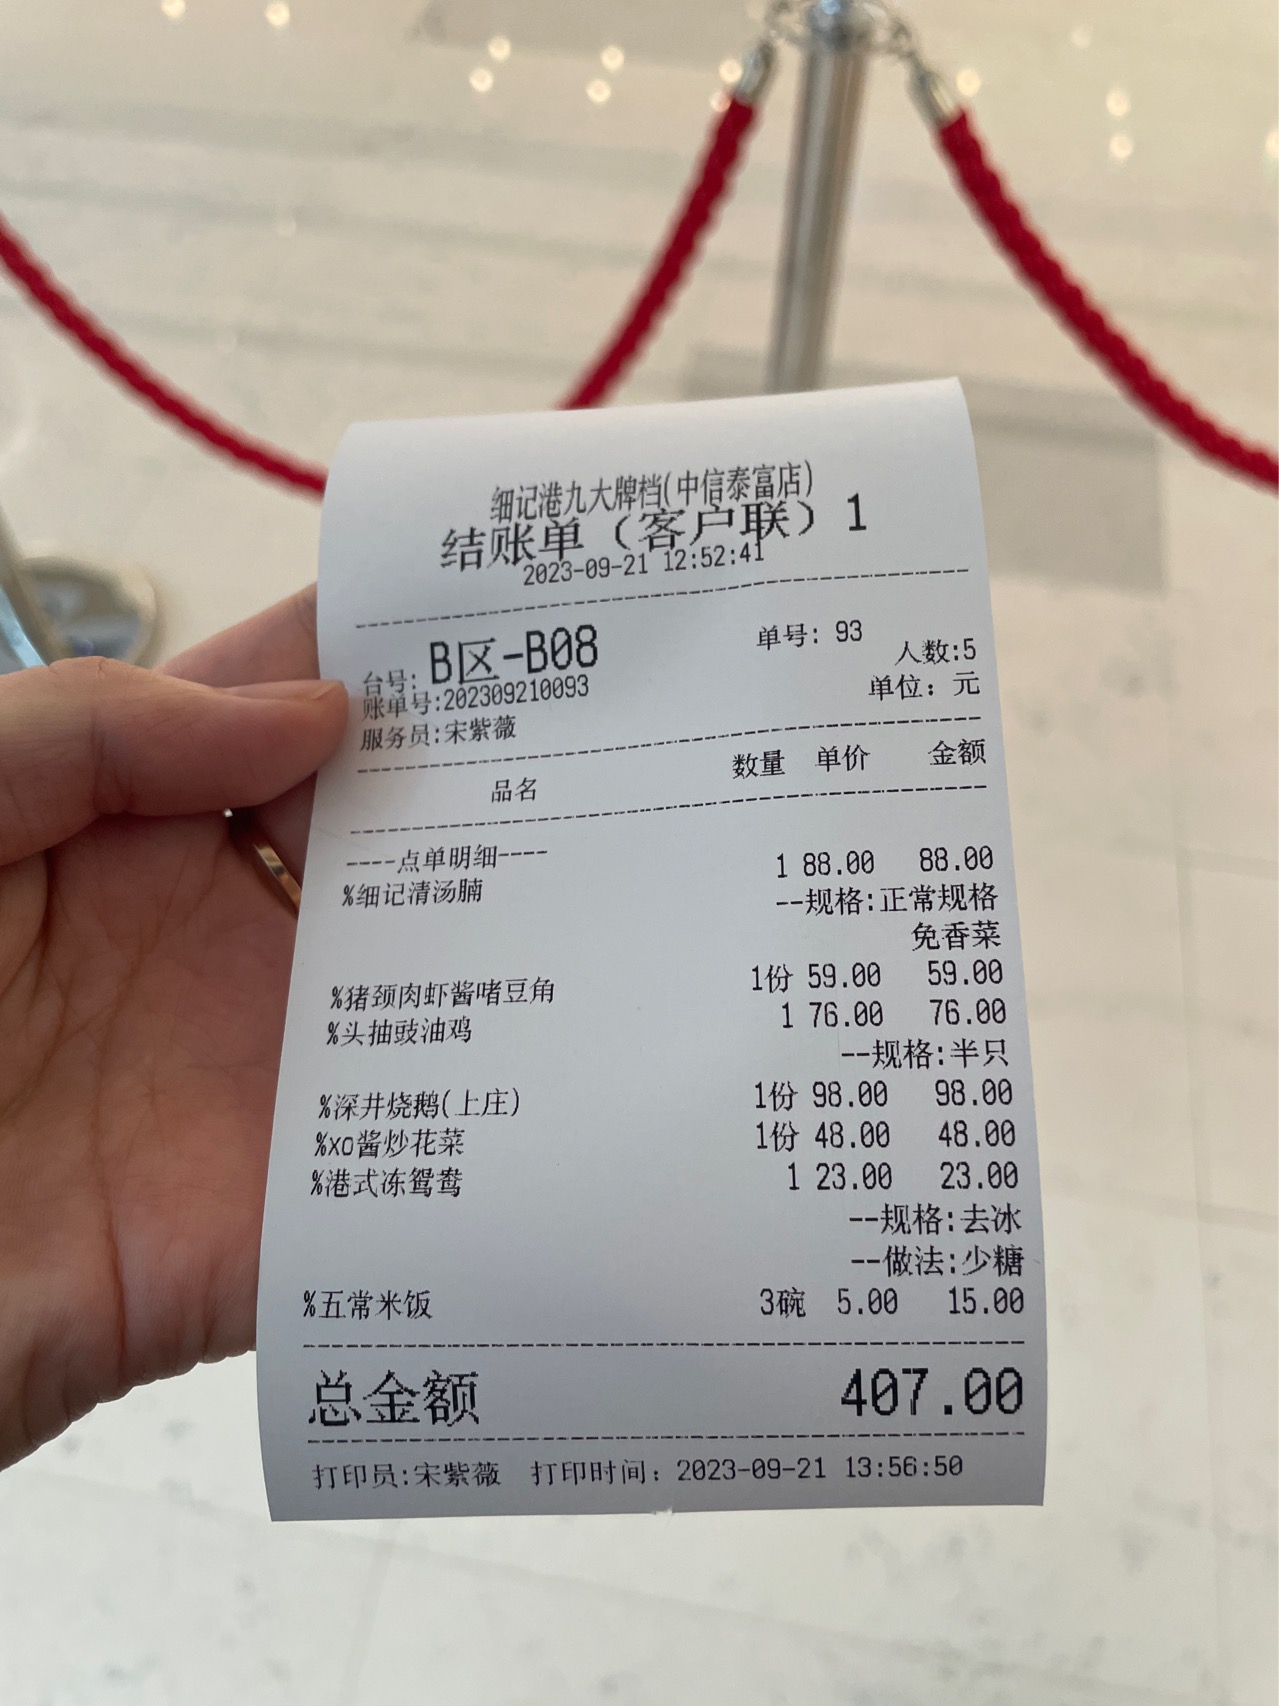 细记港九大牌档(中信泰富店)
结账单（客户联）1
2023-09-21 12:52:41
台号: B区-B08 单号: 93
账单号:202309210093 人数:5
服务员:宋紫薇 单位：元
品名 数量 单价 金额
----点单明细----
%细记清汤腩 1 88.00 88.00
--规格:正常规格
免香菜
%猪颈肉虾酱啫豆角 1份 59.00 59.00
%头抽豉油鸡 1 76.00 76.00
--规格:半只
%深井烧鹅(上庄) 1份 98.00 98.00
%xo酱炒花菜 1份 48.00 48.00
%港式冻鸳鸯 1 23.00 23.00
--规格:去冰
--做法:少糖
%五常米饭 3碗 5.00 15.00
总金额 407.00
打印员:宋紫薇 打印时间：2023-09-21 13:56:50